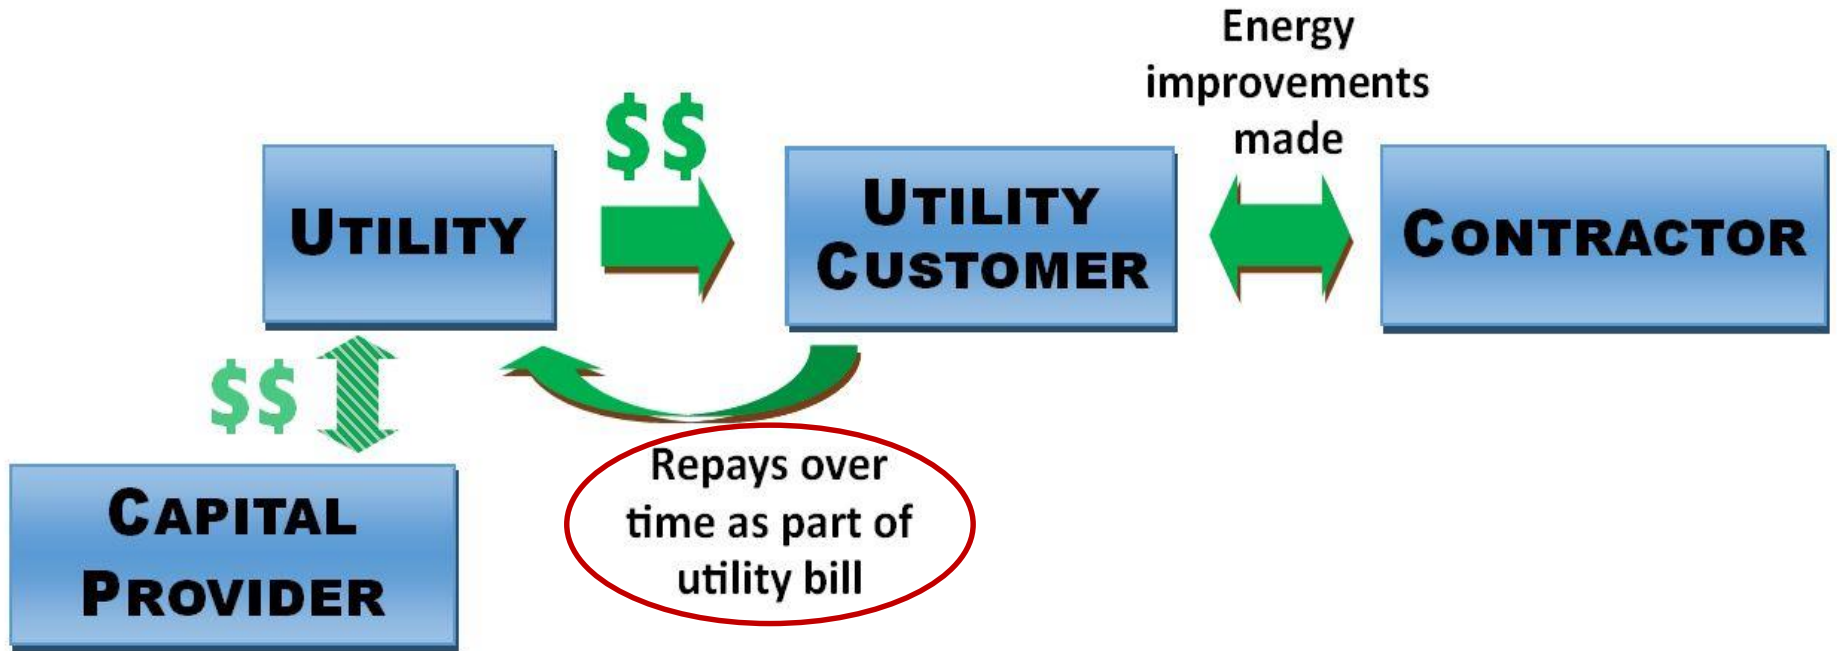 Energy
improvements
made
$$
UTILITY
UTILITY
CUSTOMER
CONTRACTOR
$$
Repays over
time as part of
utility bill
CAPITAL
PROVIDER